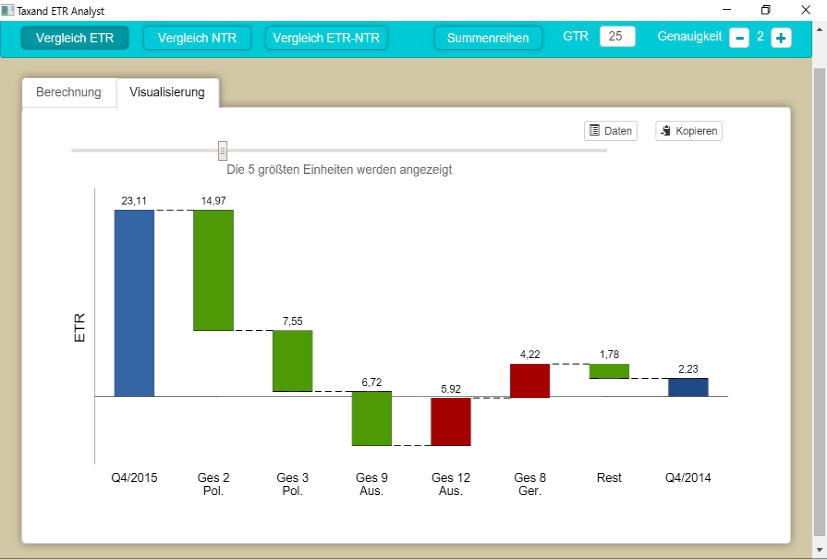 Taxand ETR Analyst
Vergleich ETR
Vergleich NTR
Vergleich ETR-NTR
Summenreihen
GTR
25
Genauigkeit
-
2
+
Berechnung
Visualisierung
Daten
Kopieren
Die 5 größten Einheiten werden angezeigt
23,11
14,97
7,55
6,72
5,92
4,22
1,78
2,23
ETR
Q4/2015
Ges 2
Pol.
Ges 3
Pol.
Ges 9
Aus.
Ges 12
Aus.
Ges 8
Ger.
Rest
Q4/2014